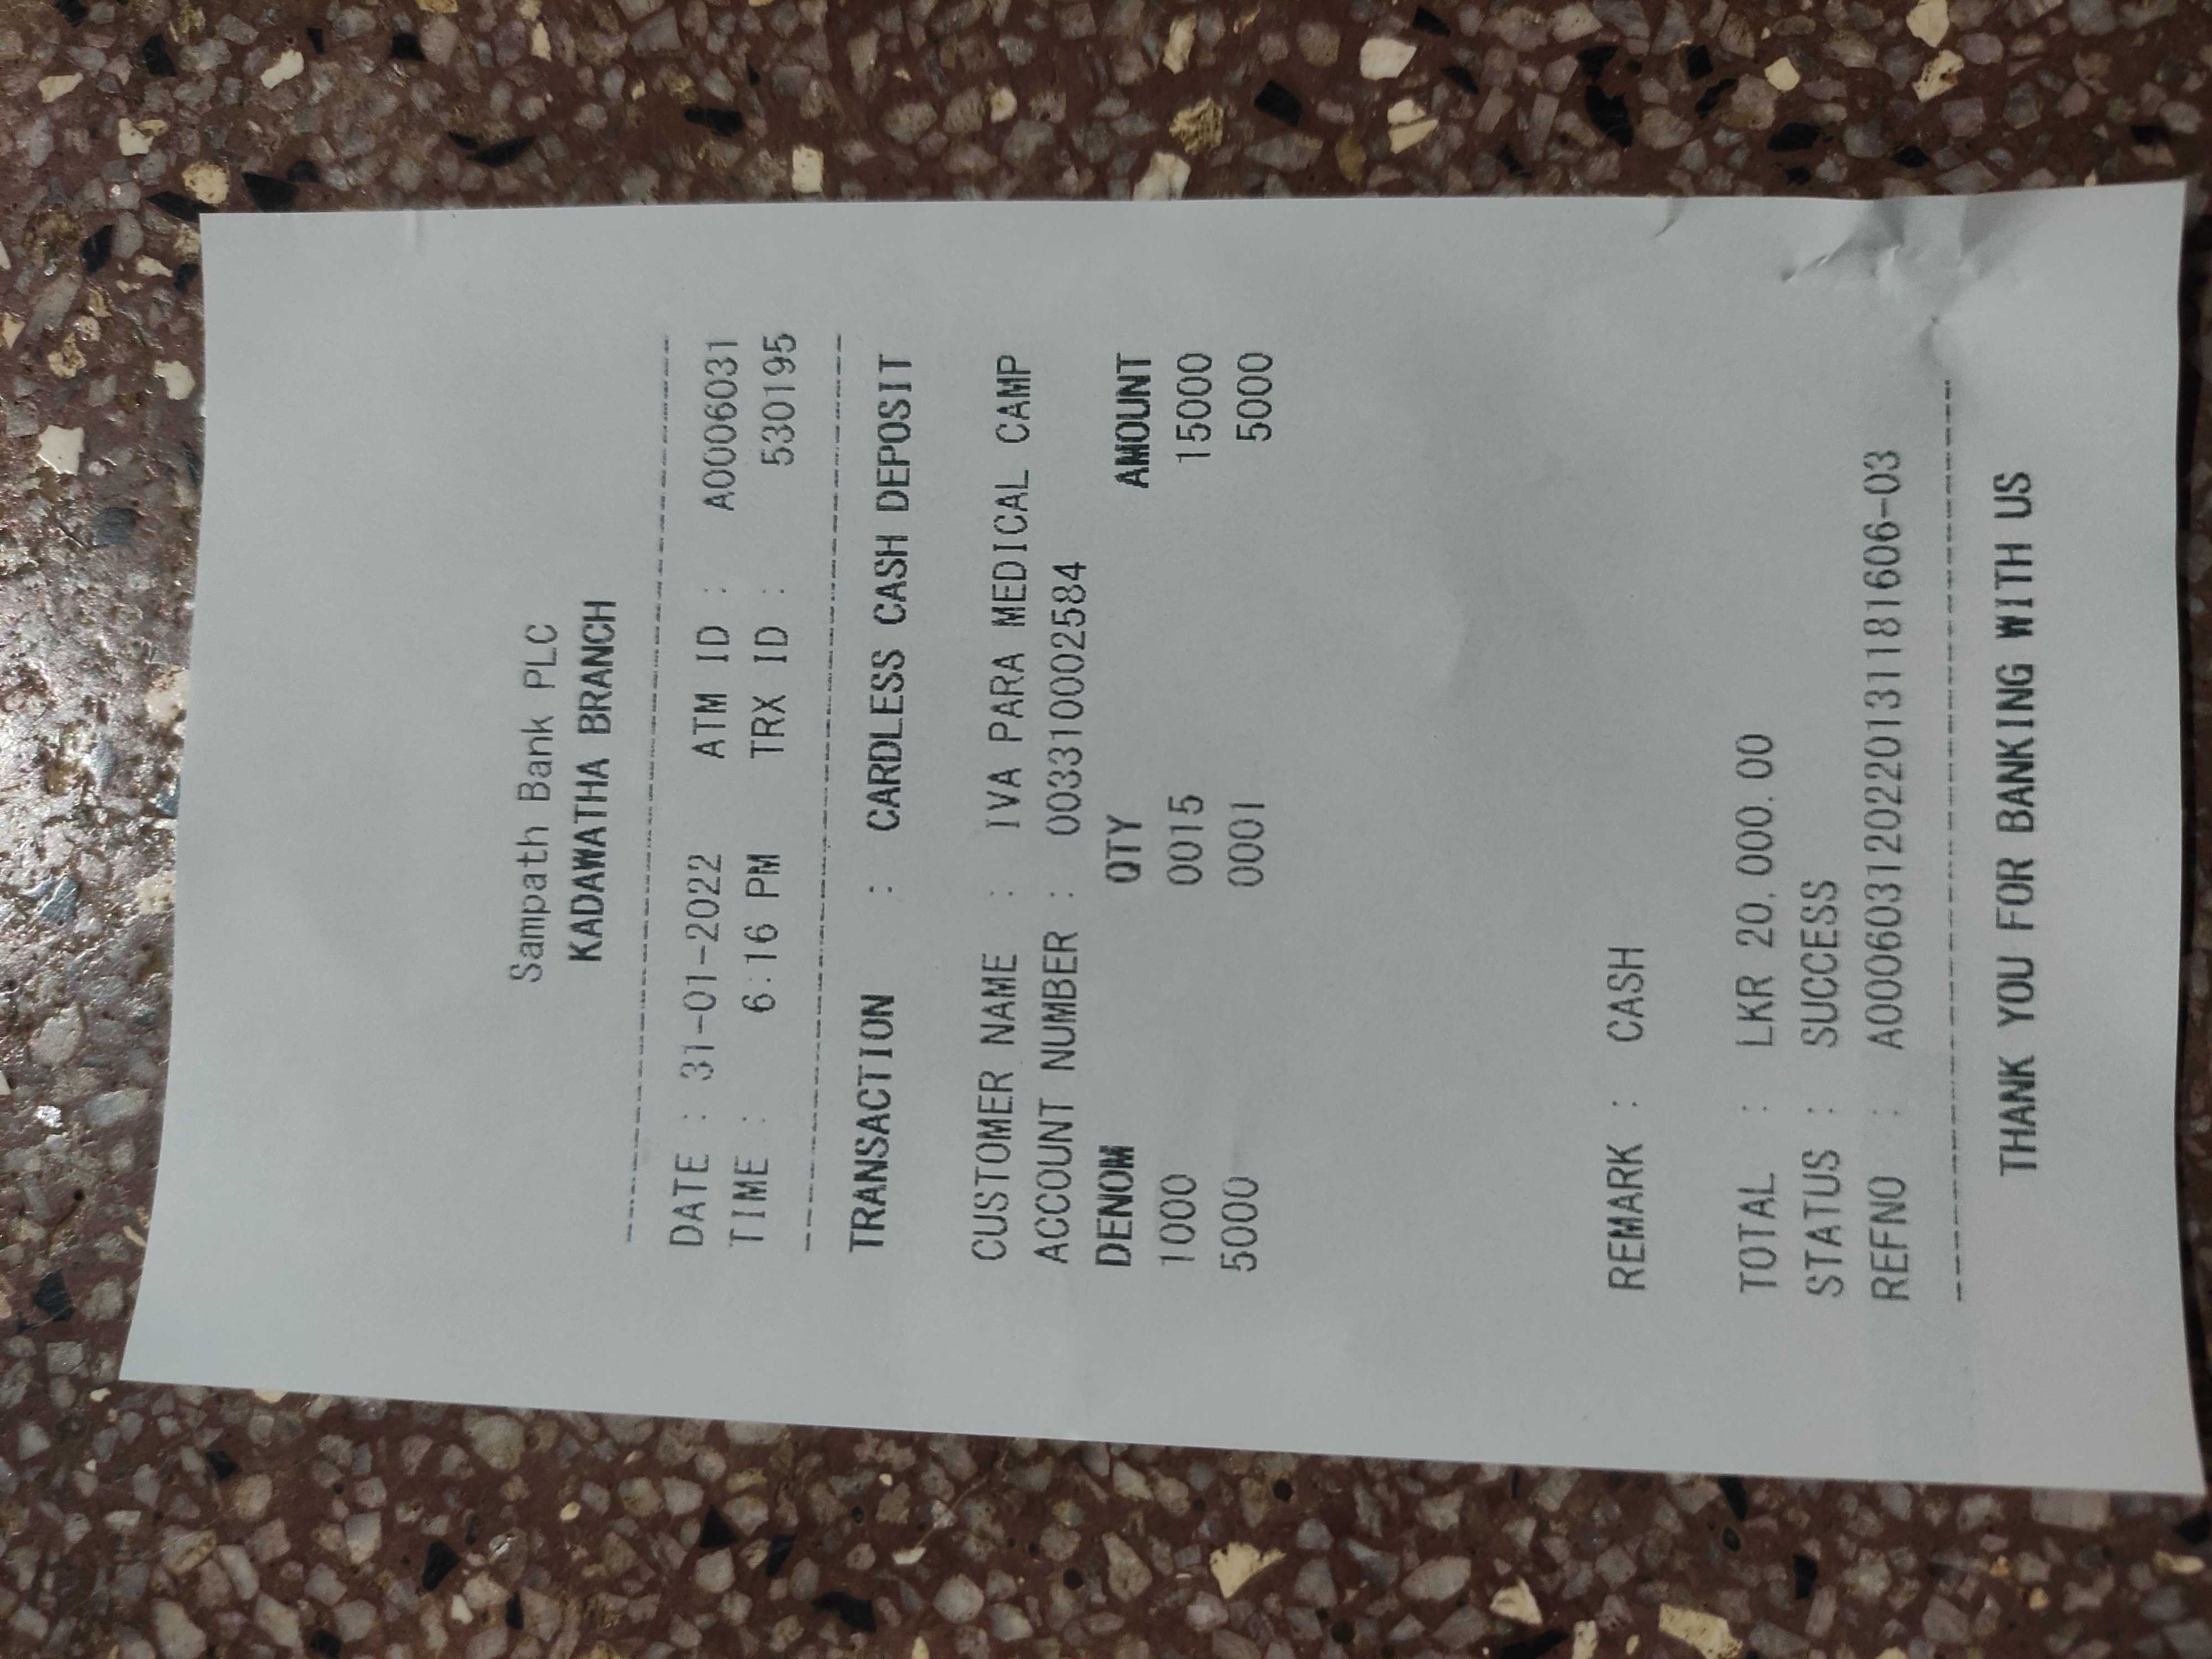 Sampath Bank PLC
KADAWATHA BRANCH
DATE : 31-01-2022 ATM ID : A0006031
TIME : 6:16 PM TRX ID : 530195
TRANSACTION : CARDLESS CASH DEPOSIT
CUSTOMER NAME : IVA PARA MEDICAL CAMP
ACCOUNT NUMBER : 003310002584
DENOM QTY AMOUNT
1000 0015 15000
5000 0001 5000
REMARK : CASH
TOTAL : LKR 20,000.00
STATUS : SUCCESS
REFNO : A00060312022201311181606-03
THANK YOU FOR BANKING WITH US